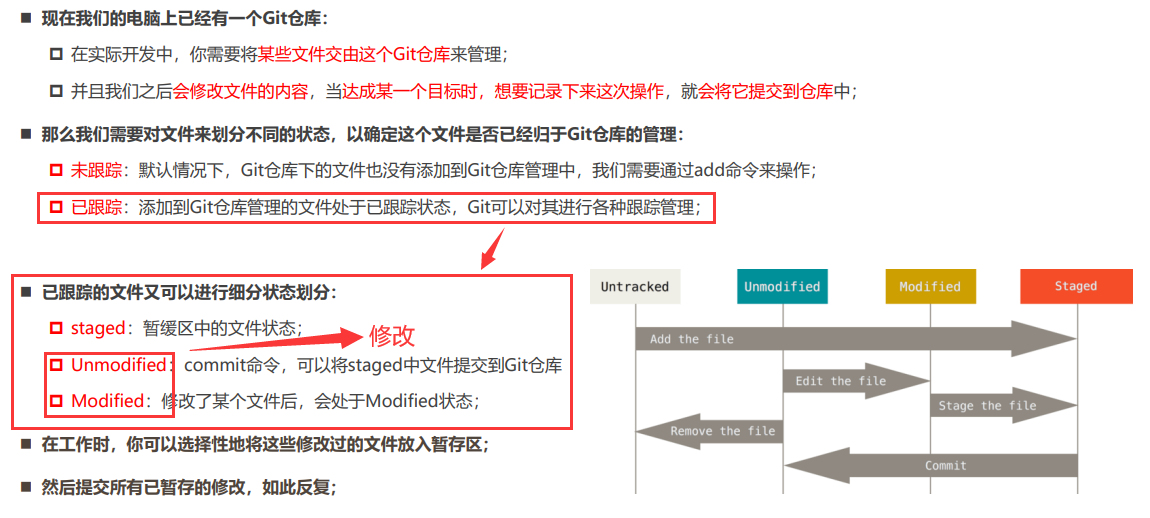 现在我们的电脑上已经有一个Git仓库：
在实际开发中，你需要将某些文件交由这个Git仓库来管理；
并且我们之后会修改文件的内容，当达成某一个目标时，想要记录下来这次操作，就会将它提交到仓库中；
那么我们需要对文件来划分不同的状态，以确定这个文件是否已经归于Git仓库的管理：
未跟踪：默认情况下，Git仓库下的文件也没有添加到Git仓库管理中，我们需要通过add命令来操作；
已跟踪：添加到Git仓库管理的文件处于已跟踪状态，Git可以对其进行各种跟踪管理；
已跟踪的文件又可以进行细分状态划分：
staged：暂缓区中的文件状态；
修改
Unmodified：commit命令，可以将staged中文件提交到Git仓库
Modified：修改了某个文件后，会处于Modified状态；
在工作时，你可以选择性地将这些修改过的文件放入暂存区；
然后提交所有已暂存的修改，如此反复；
Untracked
Unmodified
Modified
Staged
Add the file
Edit the file
Stage the file
Remove the file
Commit